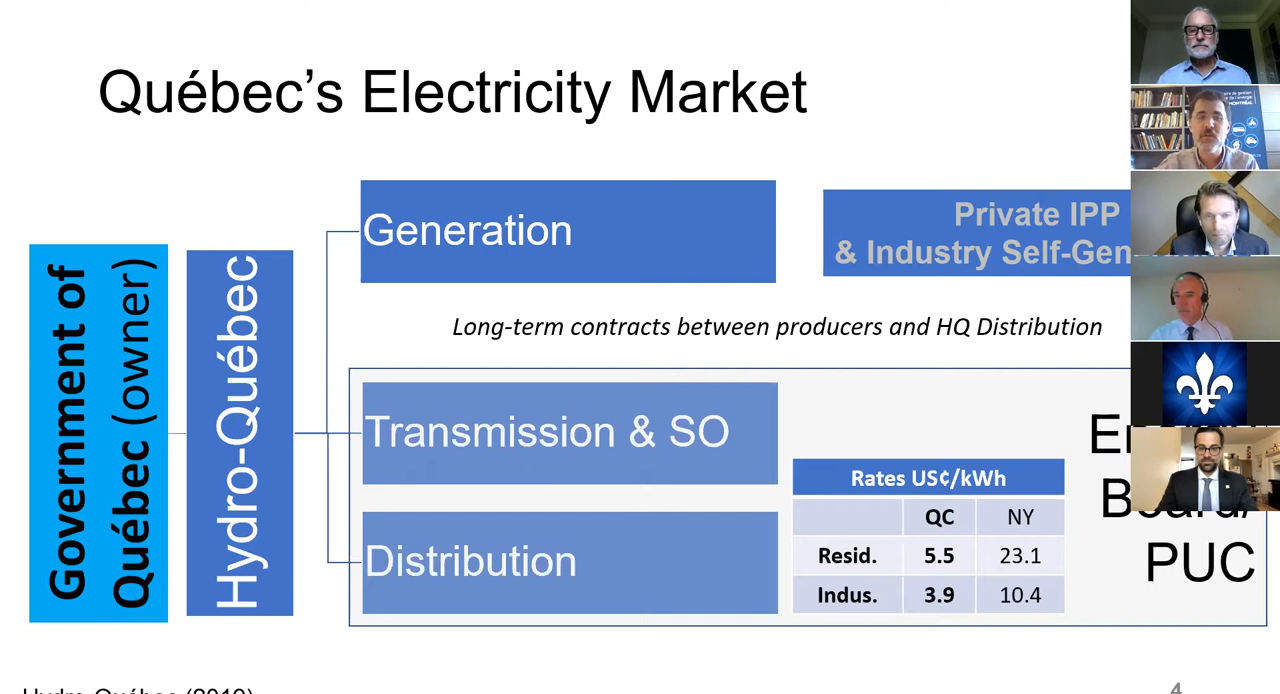 Québec's Electricity Market
Government of
Québec (owner)
Hydro-Québec
Generation
Private IPP
& Industry Self-Gen
Long-term contracts between producers and HQ Distribution
Transmission & SO
Distribution
Rates US¢/kWh
QC NY
Resid. 5.5 23.1
Indus. 3.9 10.4
Board/
PUC
Hydro-Québec (2019)
4
MONTRÉAL